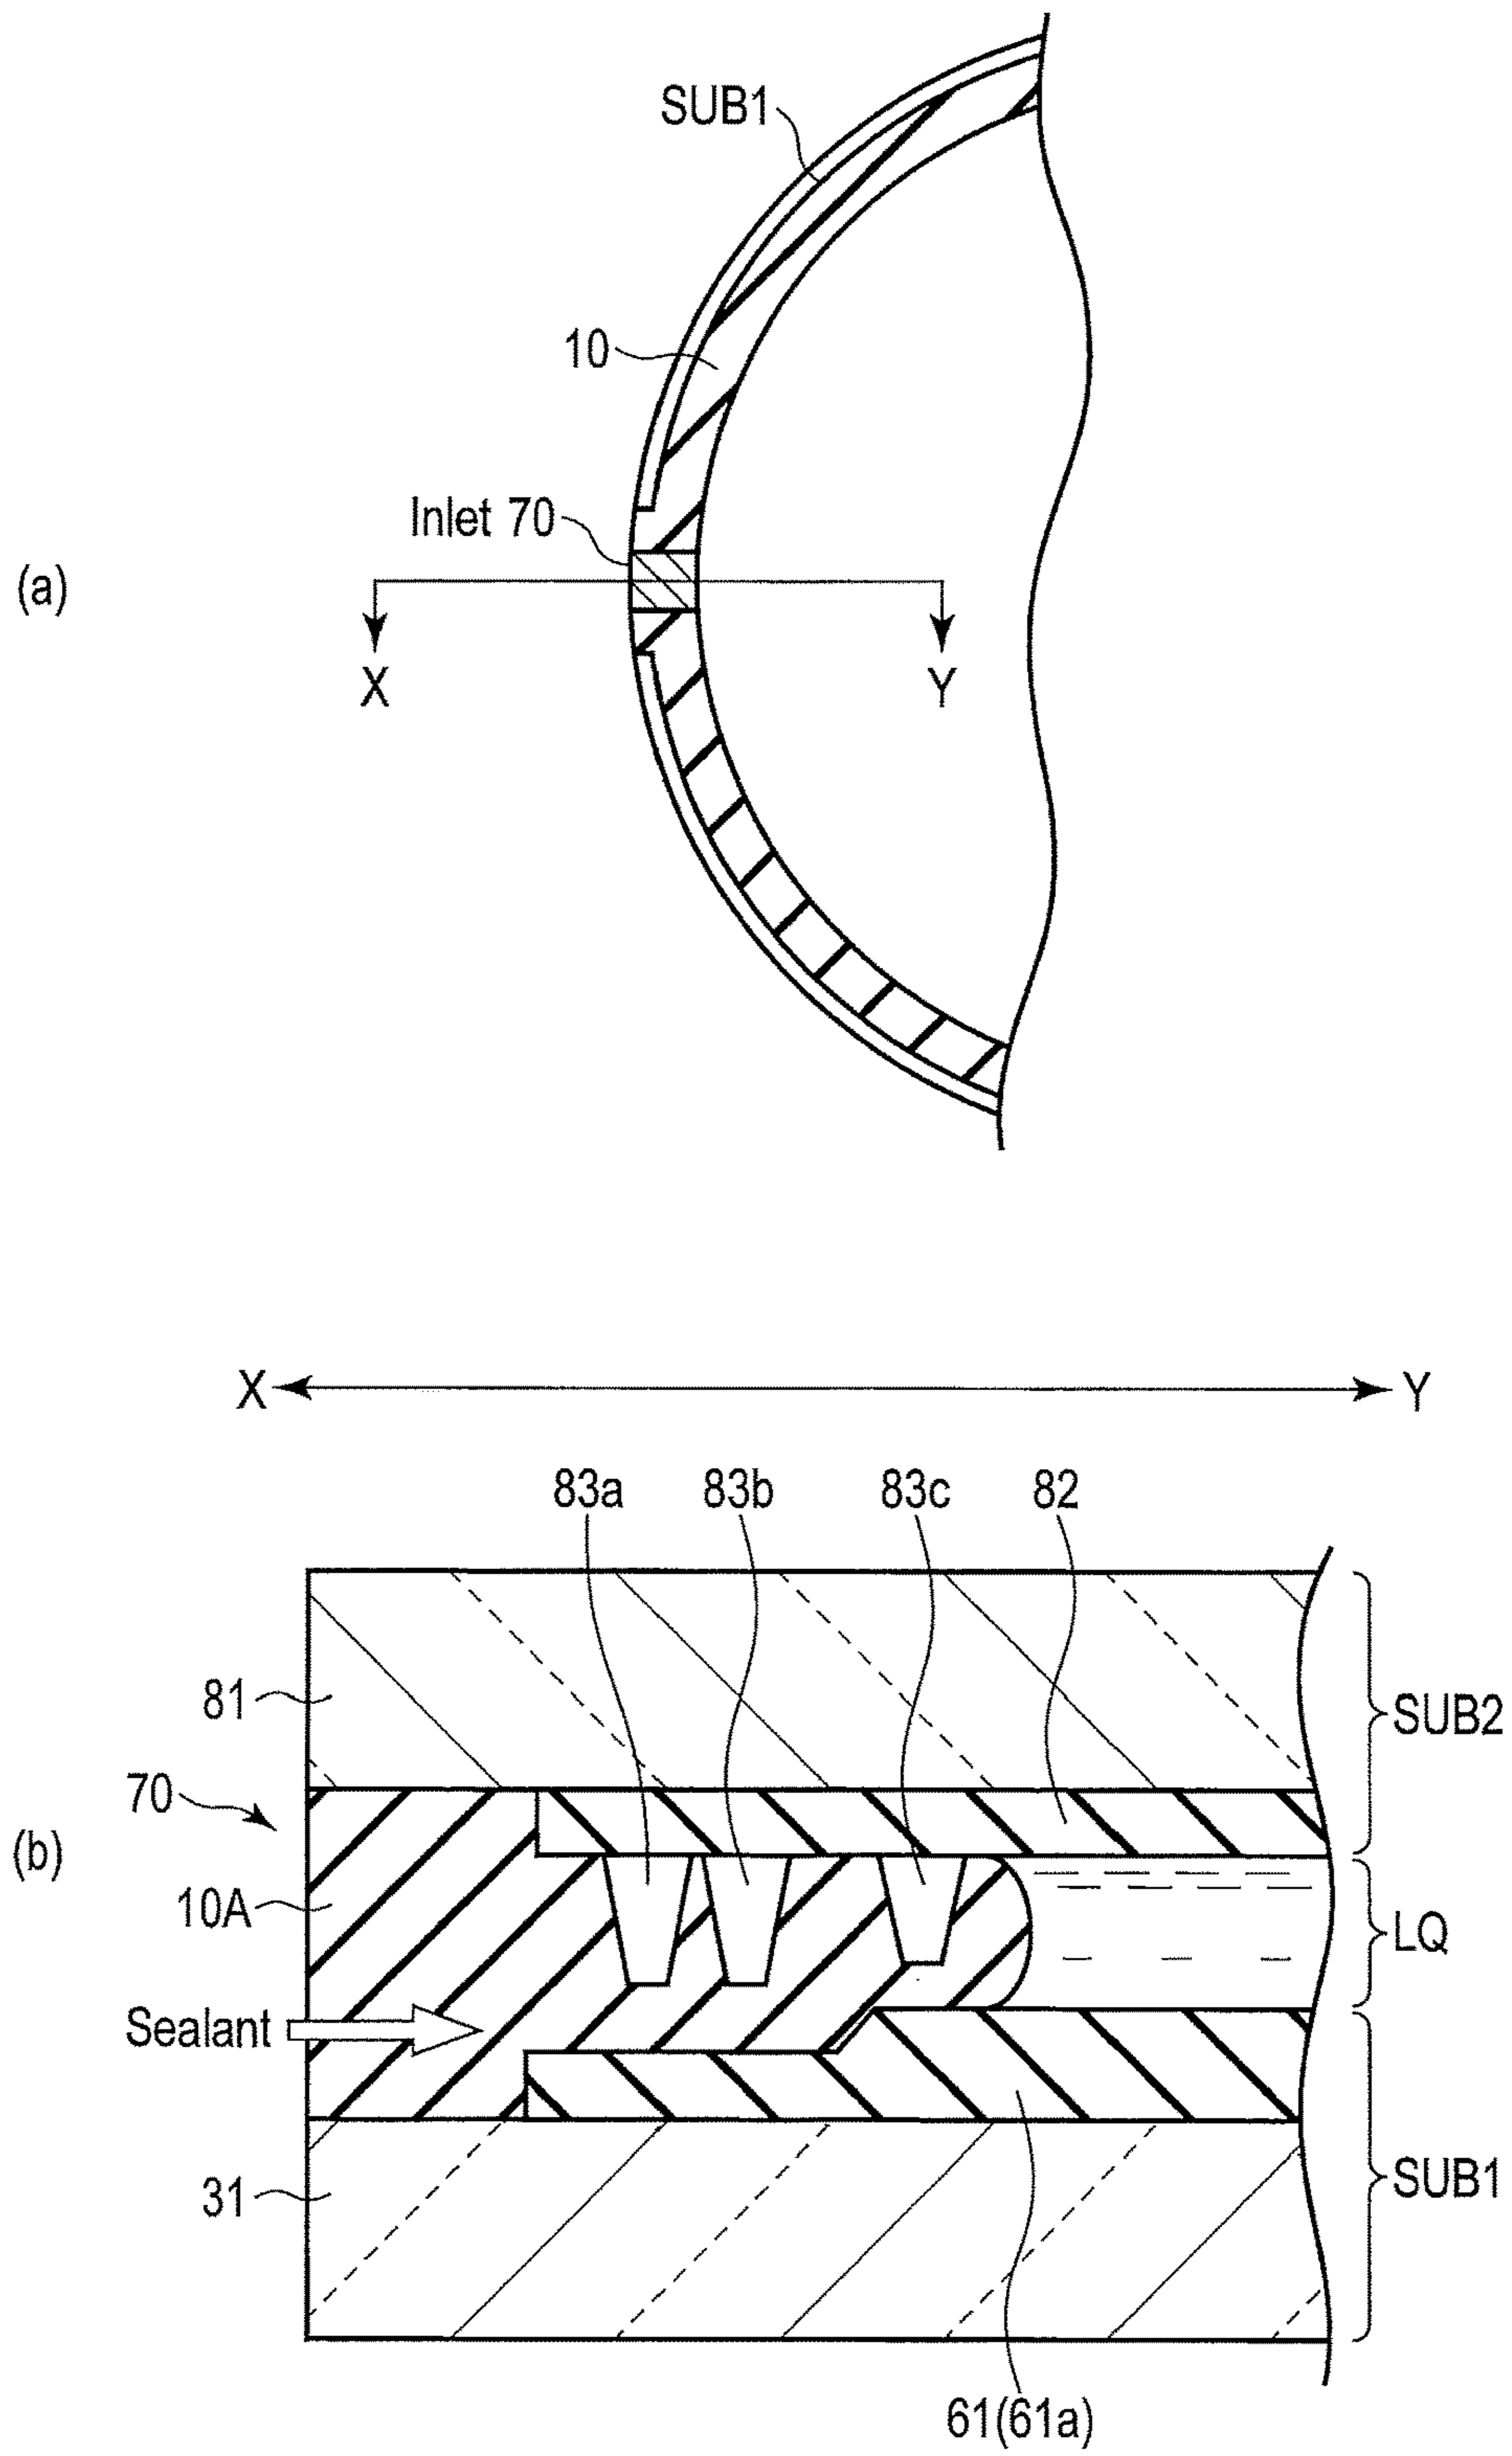 SUB1
10
Inlet 70
(a)
X Y
X Y
83a 83b 83c 82
81
SUB2
70
(b)
10A
LQ
Sealant
31
SUB1
61(61a)